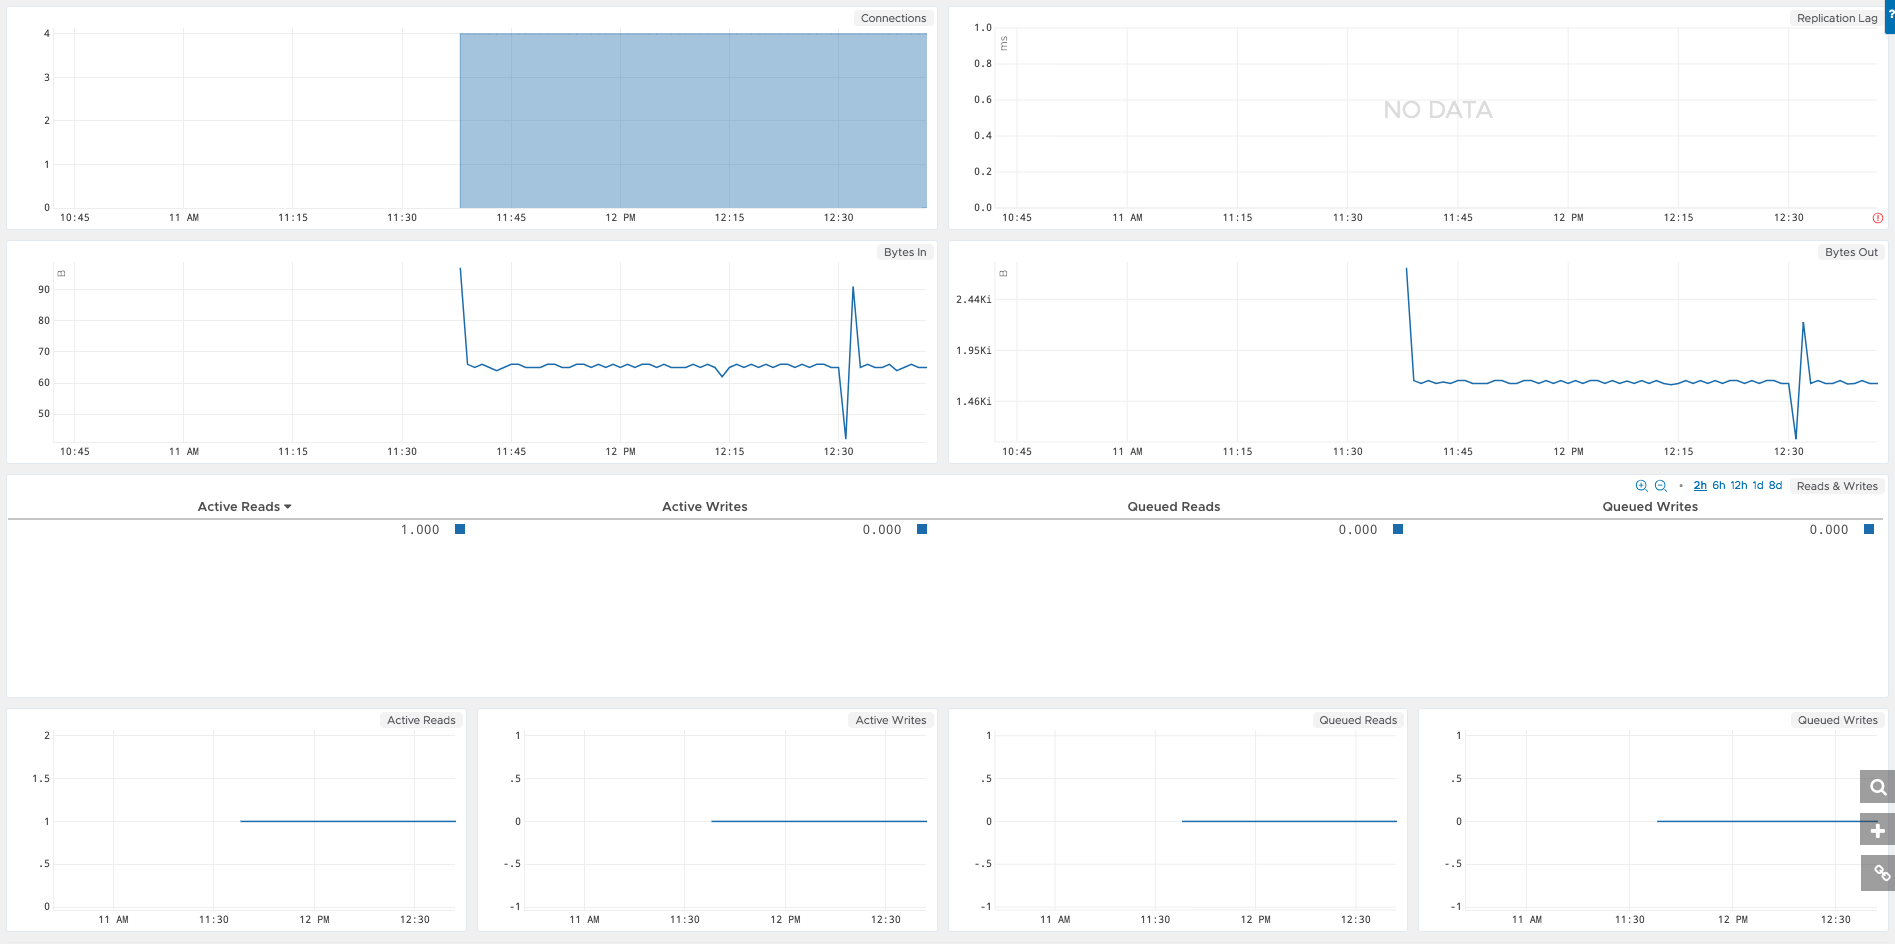 Connections
4
3
2
1
0
10:45 11 AM 11:15 11:30 11:45 12 PM 12:15 12:30
Replication Lag
?
1.0
ms
0.8
0.6
0.4
0.2
0.0
NO DATA
10:45 11 AM 11:15 11:30 11:45 12 PM 12:15 12:30
Bytes In
B
90
80
70
60
50
10:45 11 AM 11:15 11:30 11:45 12 PM 12:15 12:30
Bytes Out
B
2.44Ki
1.95Ki
1.46Ki
10:45 11 AM 11:15 11:30 11:45 12 PM 12:15 12:30
2h 6h 12h 1d 8d Reads & Writes
Active Reads Active Writes Queued Reads Queued Writes
1.000 0.000 0.000 0.000
Active Reads
2
1.5
1
.5
0
11 AM 11:30 12 PM 12:30
Active Writes
1
.5
0
-.5
-1
11 AM 11:30 12 PM 12:30
Queued Reads
1
.5
0
-.5
-1
11 AM 11:30 12 PM 12:30
Queued Writes
1
.5
0
-.5
-1
11 AM 11:30 12 PM 12:30